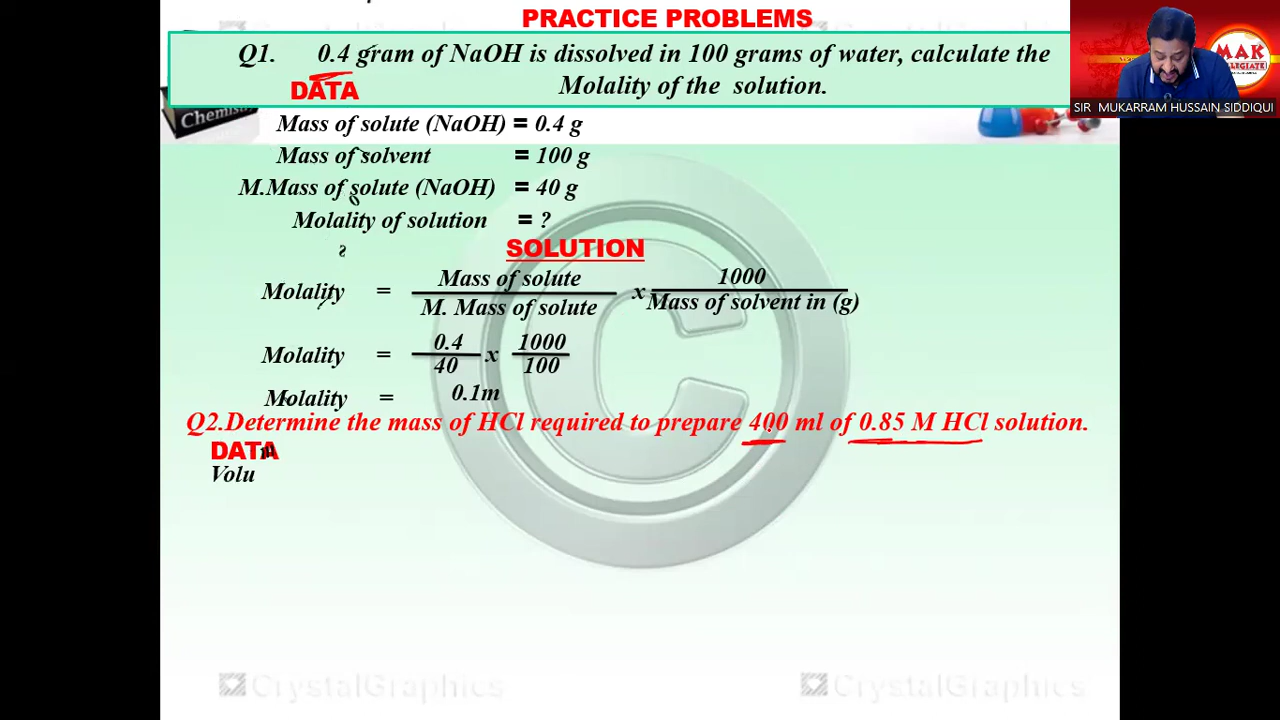 PRACTICE PROBLEMS
Q1. 0.4 gram of NaOH is dissolved in 100 grams of water, calculate the
Molality of the solution.
DATA
MAK
SIR MUKARRAM HUSSAIN SIDDIQUI
Mass of solute (NaOH) = 0.4 g
Mass of solvent = 100 g
M.Mass of solute (NaOH) = 40 g
Molality of solution = ?
SOLUTION
Molality = Mass of solute x 1000
M. Mass of solute Mass of solvent in (g)
Molality = 0.4 x 1000
40 100
Molality = 0.1m
Q2.Determine the mass of HCl required to prepare 400 ml of 0.85 M HCl solution.
DATA
Volu
CrystalGraphics CrystalGraphics